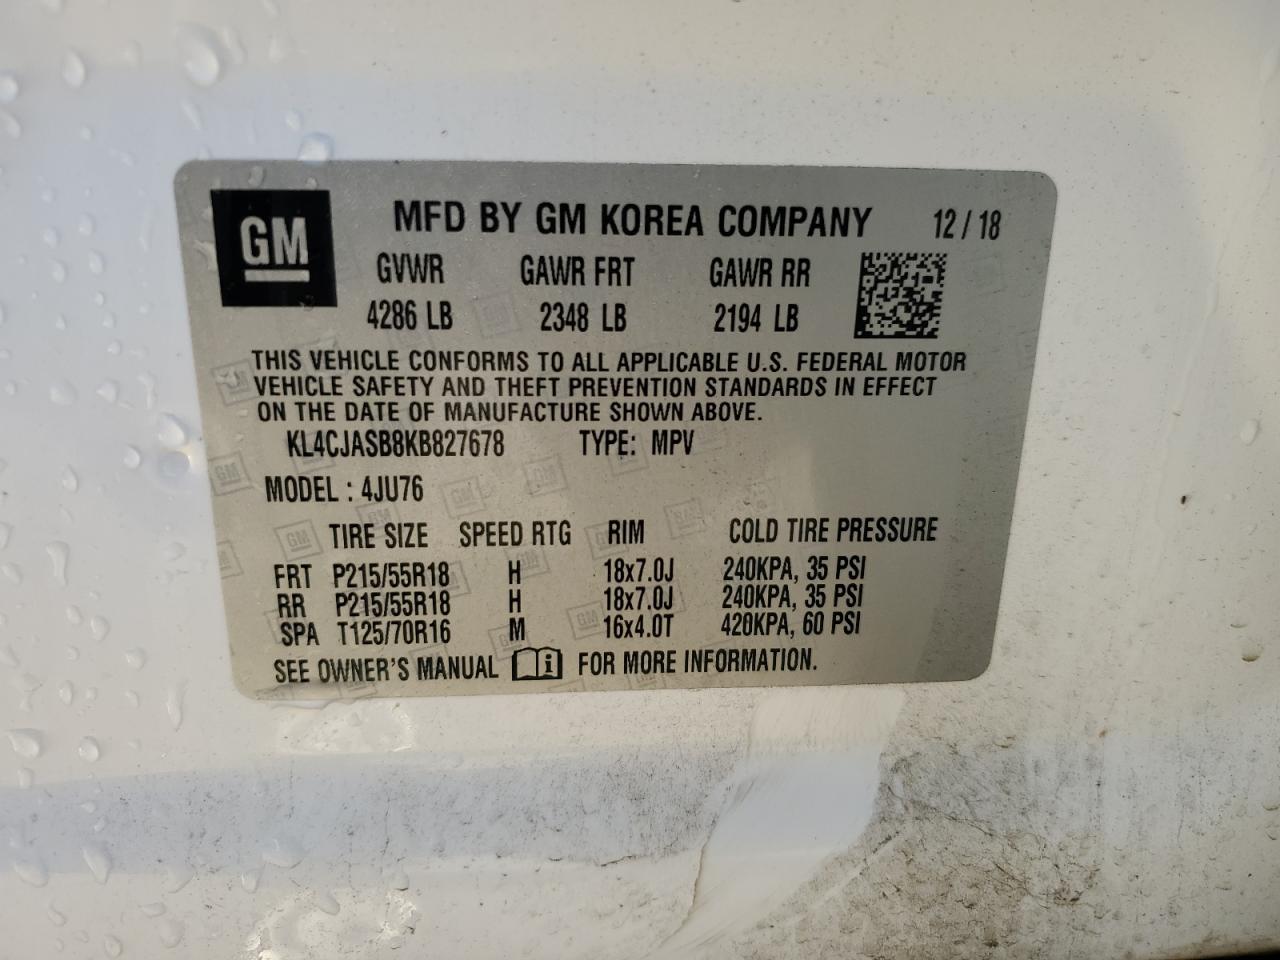 GM
MFD BY GM KOREA COMPANY 12/18
GVWR GAWR FRT GAWR RR
4286 LB 2348 LB 2194 LB
THIS VEHICLE CONFORMS TO ALL APPLICABLE U.S. FEDERAL MOTOR
VEHICLE SAFETY AND THEFT PREVENTION STANDARDS IN EFFECT
ON THE DATE OF MANUFACTURE SHOWN ABOVE.
KL4CJASB8KB827678 TYPE: MPV
MODEL : 4JU76
TIRE SIZE SPEED RTG RIM COLD TIRE PRESSURE
FRT P215/55R18 H 18x7.0J 240KPA, 35 PSI
RR P215/55R18 H 18x7.0J 240KPA, 35 PSI
SPA T125/70R16 M 16x4.0T 420KPA, 60 PSI
SEE OWNER'S MANUAL FOR MORE INFORMATION.